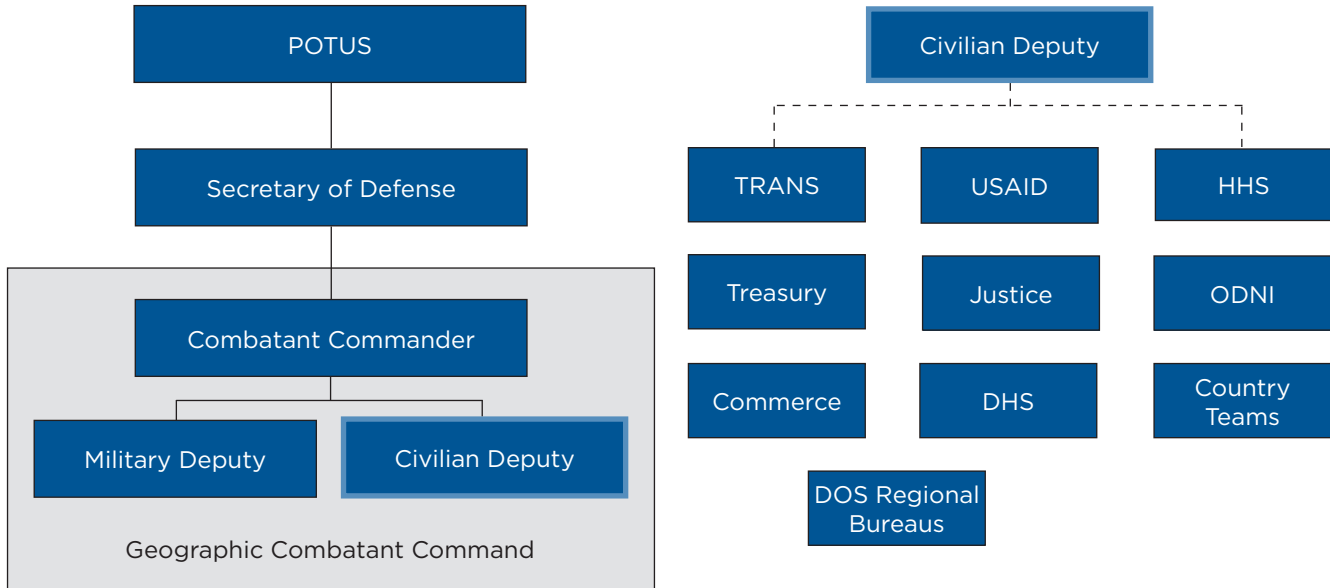 POTUS
Secretary of Defense
Combatant Commander
Military Deputy
Civilian Deputy
Geographic Combatant Command
Civilian Deputy
TRANS
USAID
HHS
Treasury
Justice
ODNI
Commerce
DHS
Country
Teams
DOS Regional
Bureaus